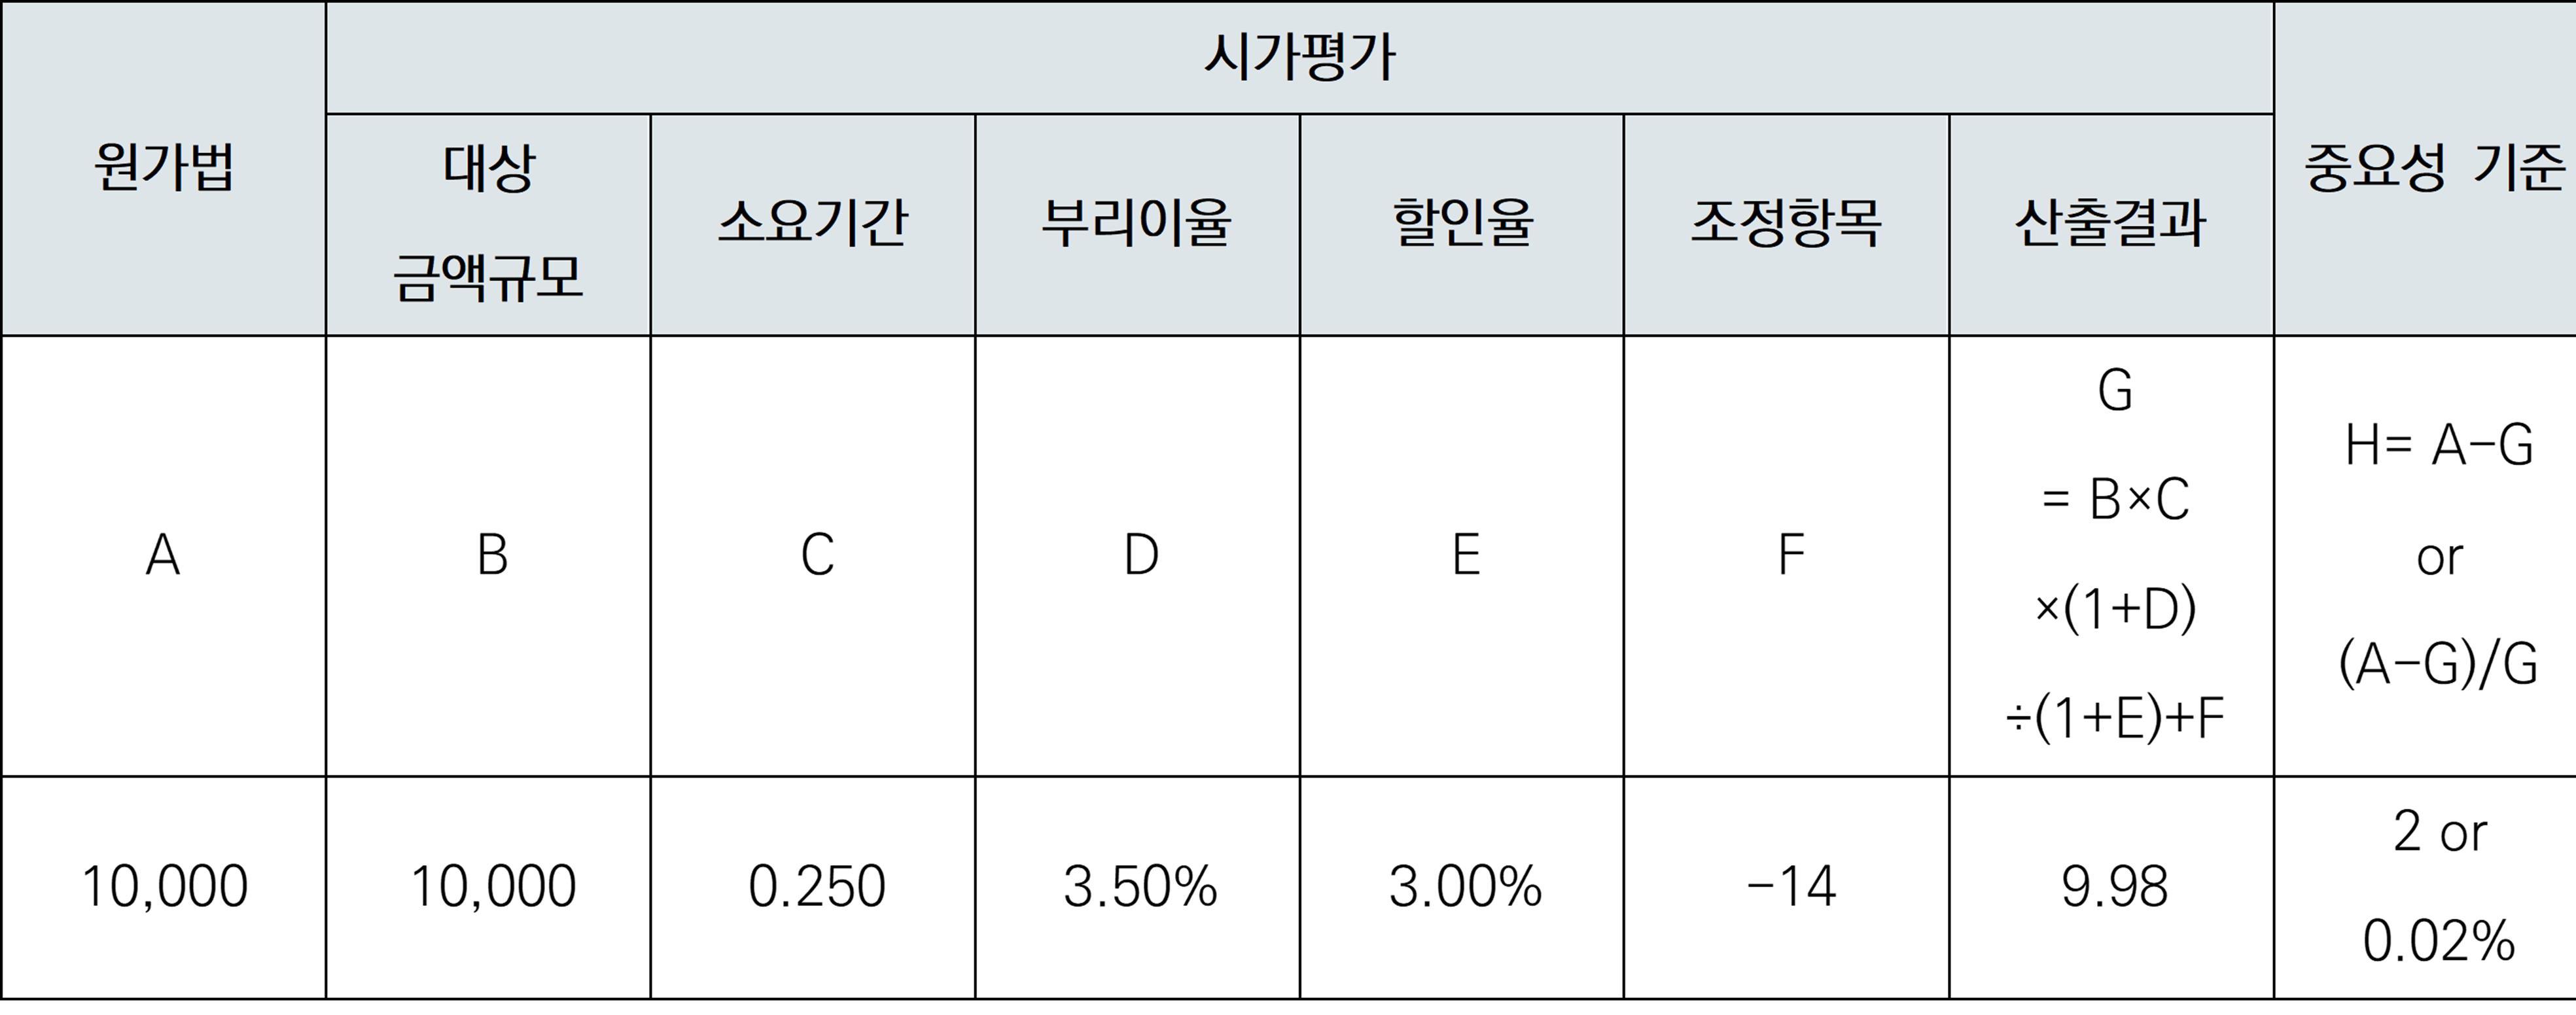 원가법
시가평가
중요성 기준
대상
금액규모
소요기간
부리이율
할인율
조정항목
산출결과
A
B
C
D
E
F
G
= B×C
×(1+D)
÷(1+E)+F
H= A-G
or
(A-G)/G
10,000
10,000
0.250
3.50%
3.00%
-14
9.98
2 or
0.02%